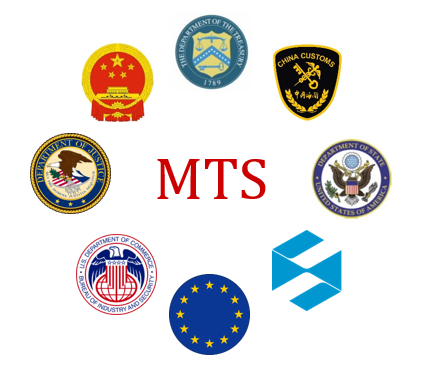 THE DEPARTMENT OF THE TREASURY
1789
CHINA CUSTOMS
中国海关
DEPARTMENT OF JUSTICE
MTS
DEPARTMENT OF STATE
UNITED STATES OF AMERICA
U.S. DEPARTMENT OF COMMERCE
BUREAU OF INDUSTRY AND SECURITY